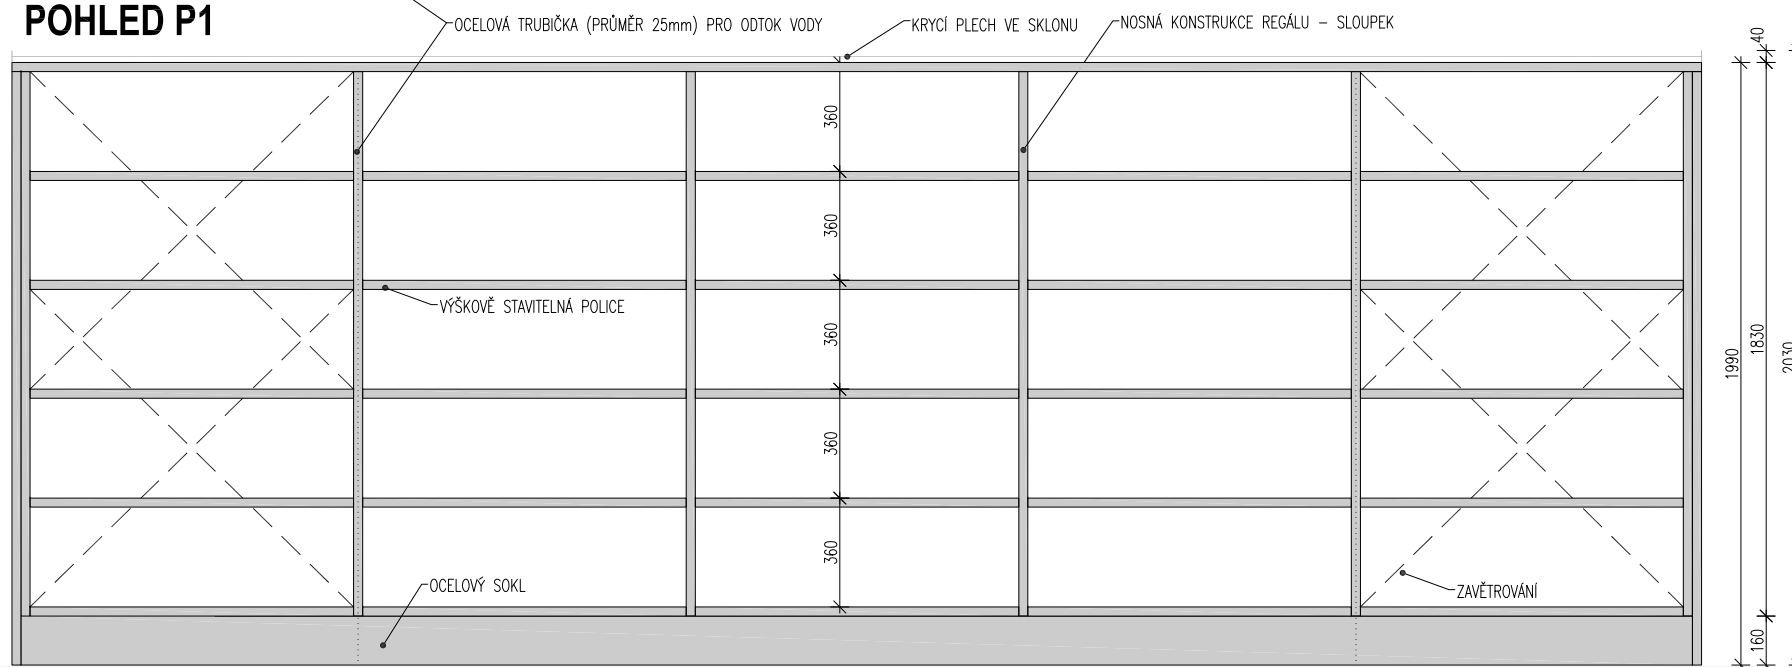 POHLED P1
OCELOVÁ TRUBIČKA (PRŮMĚR 25mm) PRO ODTOK VODY
KRYCÍ PLECH VE SKLONU
NOSNÁ KONSTRUKCE REGÁLU – SLOUPEK
40
360
360
VÝŠKOVĚ STAVITELNÁ POLICE
360
1990
1830
2030
360
360
OCELOVÝ SOKL
ZAVĚTROVÁNÍ
160